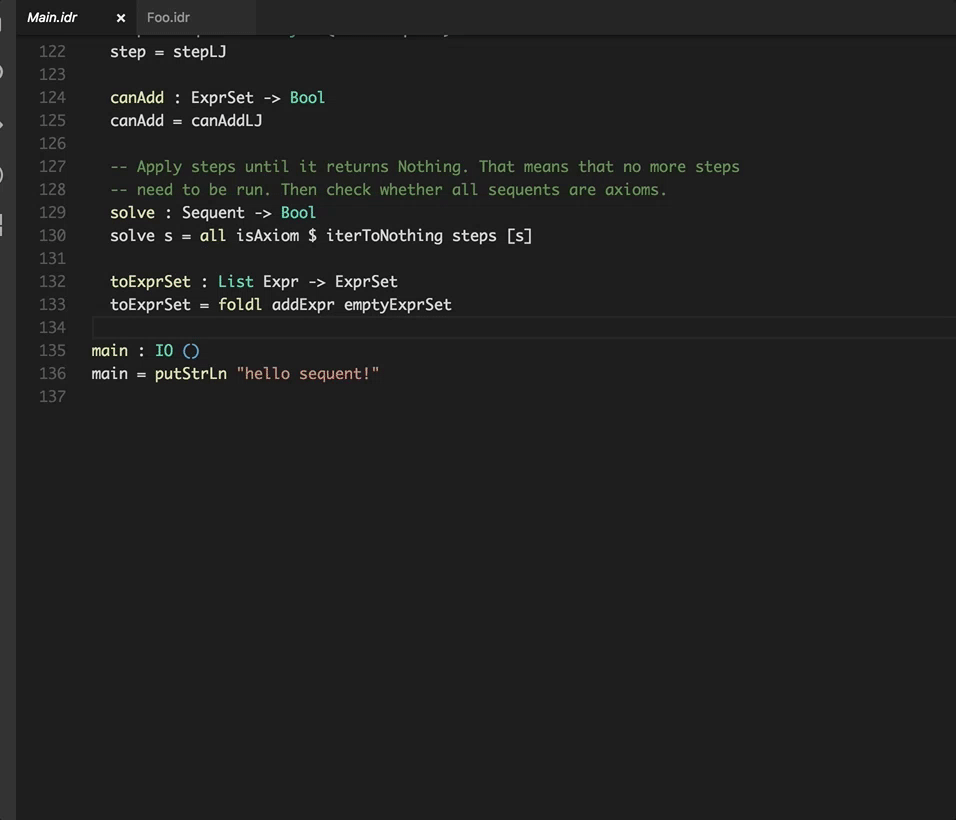 Main.idr × Foo.idr
122 step = stepLJ
123
124 canAdd : ExprSet -> Bool
125 canAdd = canAddLJ
126
127 -- Apply steps until it returns Nothing. That means that no more steps
128 -- need to be run. Then check whether all sequents are axioms.
129 solve : Sequent -> Bool
130 solve s = all isAxiom $ iterToNothing steps [s]
131
132 toExprSet : List Expr -> ExprSet
133 toExprSet = foldl addExpr emptyExprSet
134
135 main : IO ()
136 main = putStrLn "hello sequent!"
137